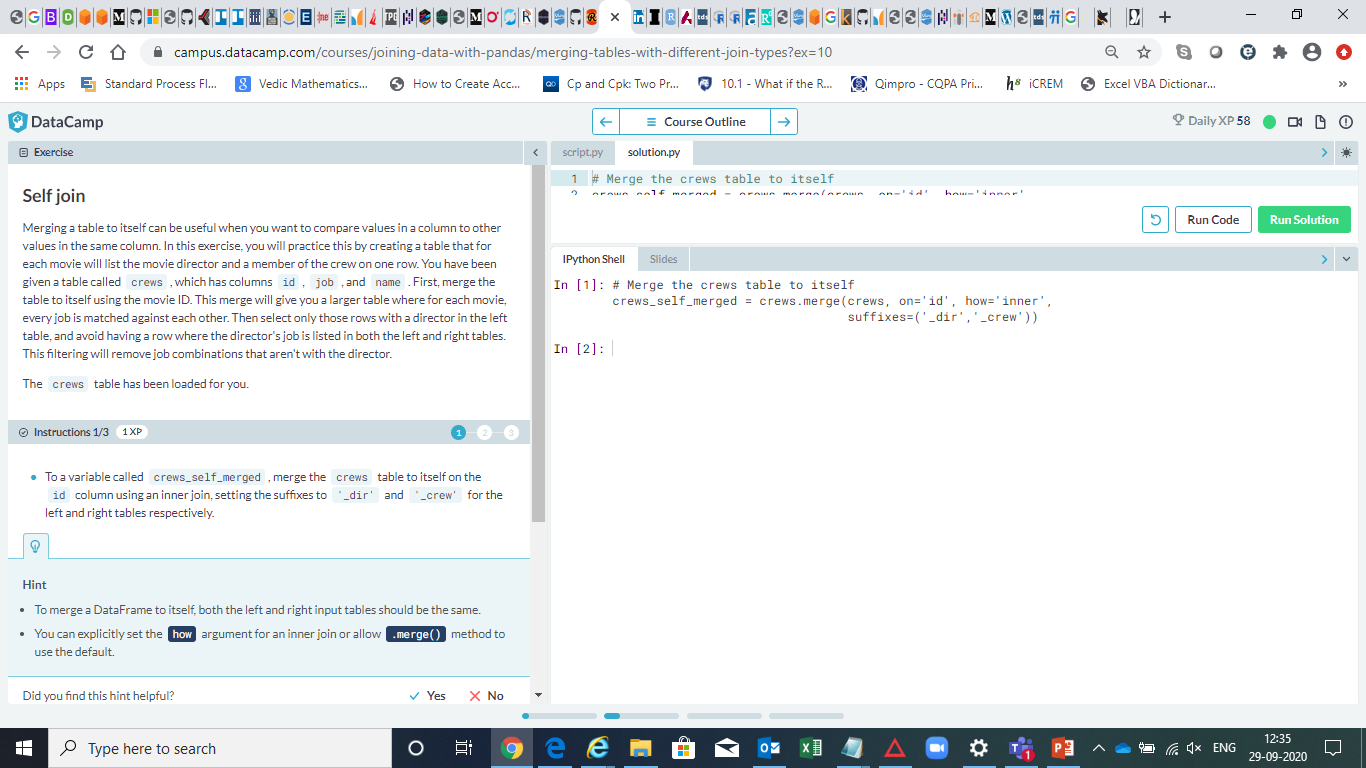 campus.datacamp.com/courses/joining-data-with-pandas/merging-tables-with-different-join-types?ex=10
Apps Standard Process Fl... Vedic Mathematics... How to Create Acc... Cp and Cpk: Two Pr... 10.1 - What if the R... Qimpro - CQPA Pri... iCREM Excel VBA Dictionar... »
DataCamp
Course Outline
Daily XP 58
Exercise
Self join
Merging a table to itself can be useful when you want to compare values in a column to other
values in the same column. In this exercise, you will practice this by creating a table that for
each movie will list the movie director and a member of the crew on one row. You have been
given a table called crews , which has columns id , job , and name . First, merge the
table to itself using the movie ID. This merge will give you a larger table where for each movie,
every job is matched against each other. Then select only those rows with a director in the left
table, and avoid having a row where the director's job is listed in both the left and right tables.
This filtering will remove job combinations that aren't with the director.
The crews table has been loaded for you.
Instructions 1/3 1 XP
1 2 3
To a variable called crews_self_merged , merge the crews table to itself on the
id column using an inner join, setting the suffixes to '_dir' and '_crew' for the
left and right tables respectively.
Hint
To merge a DataFrame to itself, both the left and right input tables should be the same.
You can explicitly set the how argument for an inner join or allow .merge() method to
use the default.
Did you find this hint helpful? Yes No
script.py solution.py
1 # Merge the crews table to itself
2 crews_self_merged = crews.merge(crews, on='id', how='inner',
Run Code Run Solution
IPython Shell Slides
In [1]: # Merge the crews table to itself
crews_self_merged = crews.merge(crews, on='id', how='inner',
suffixes=('_dir','_crew'))
In [2]:
Type here to search
ENG
12:35
29-09-2020